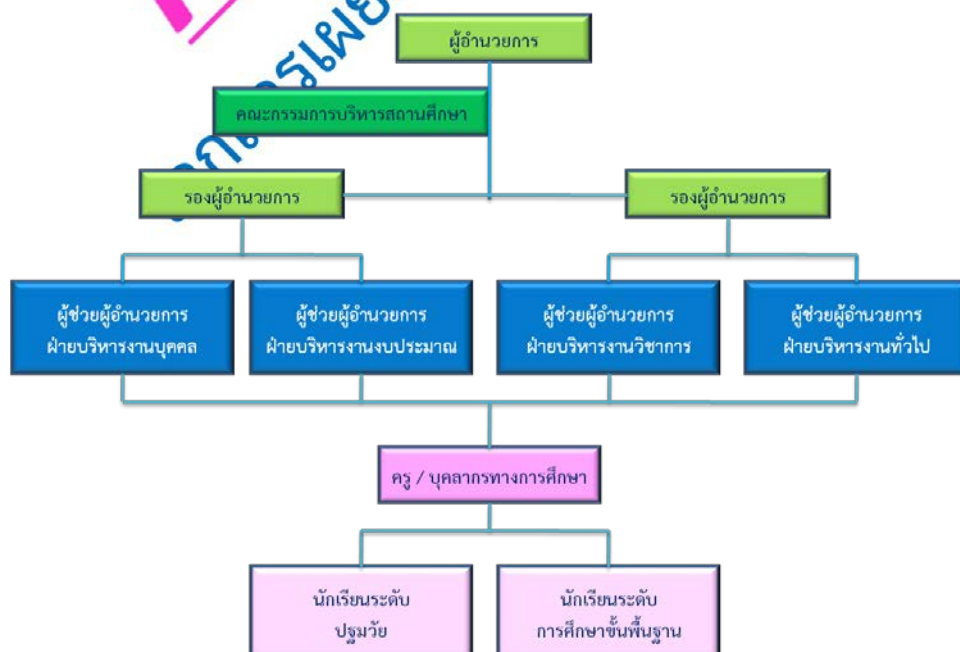 ผู้อำนวยการ
คณะกรรมการบริหารสถานศึกษา
รองผู้อำนวยการ
รองผู้อำนวยการ
ผู้ช่วยผู้อำนวยการ
ฝ่ายบริหารงานบุคคล
ผู้ช่วยผู้อำนวยการ
ฝ่ายบริหารงานงบประมาณ
ผู้ช่วยผู้อำนวยการ
ฝ่ายบริหารงานวิชาการ
ผู้ช่วยผู้อำนวยการ
ฝ่ายบริหารงานทั่วไป
ครู / บุคลากรทางการศึกษา
นักเรียนระดับ
ปฐมวัย
นักเรียนระดับ
การศึกษาขั้นพื้นฐาน